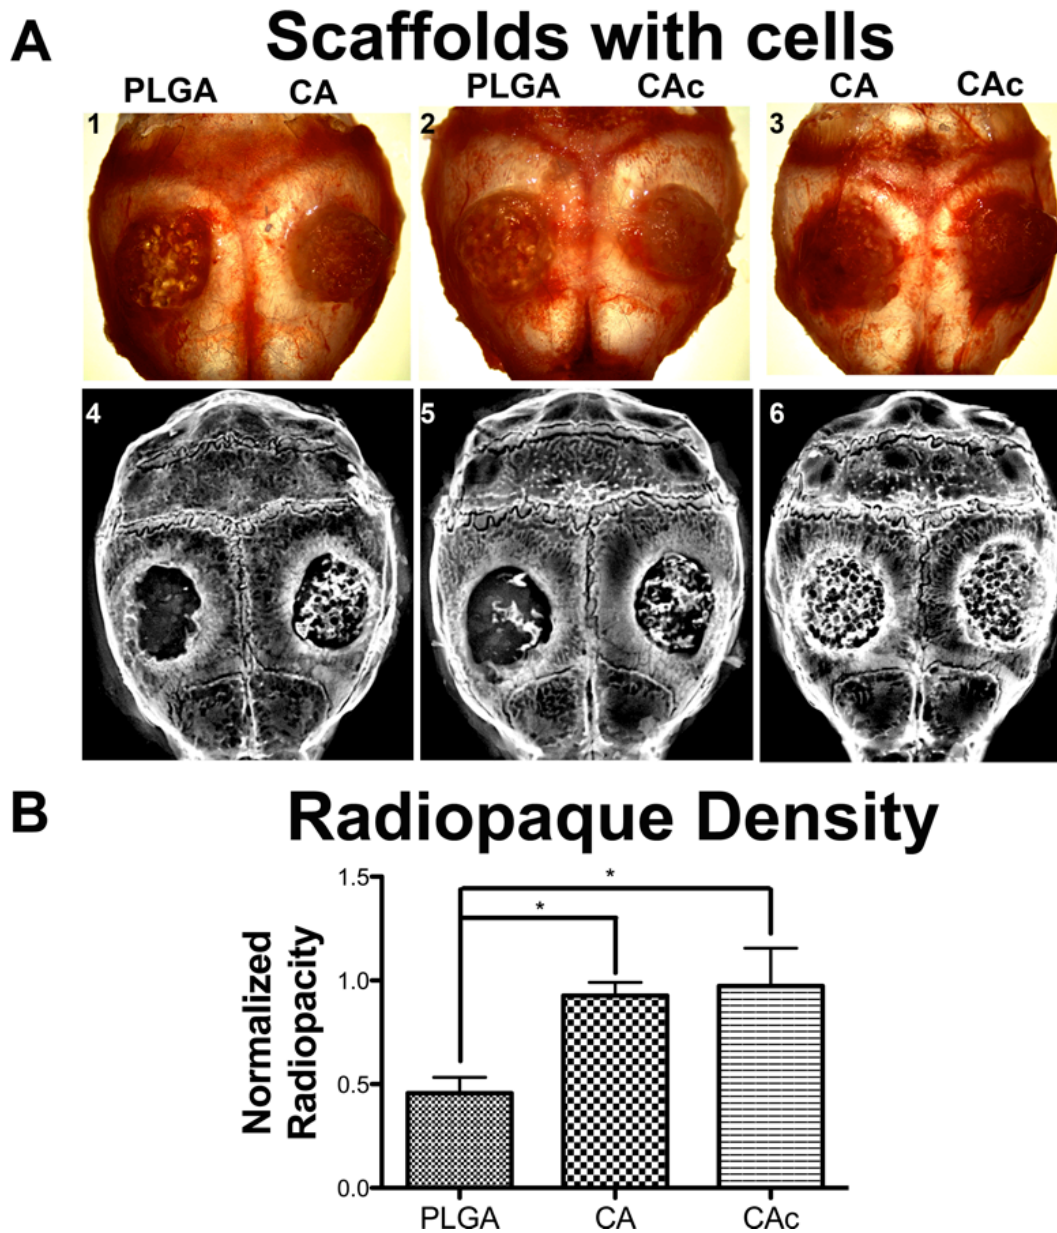 A Scaffolds with cells
PLGA CA PLGA CAc CA CAc
1 2 3
4 5 6
B Radiopaque Density
Normalized
Radiopacity
1.5
1.0
0.5
0.0
*
*
PLGA CA CAc